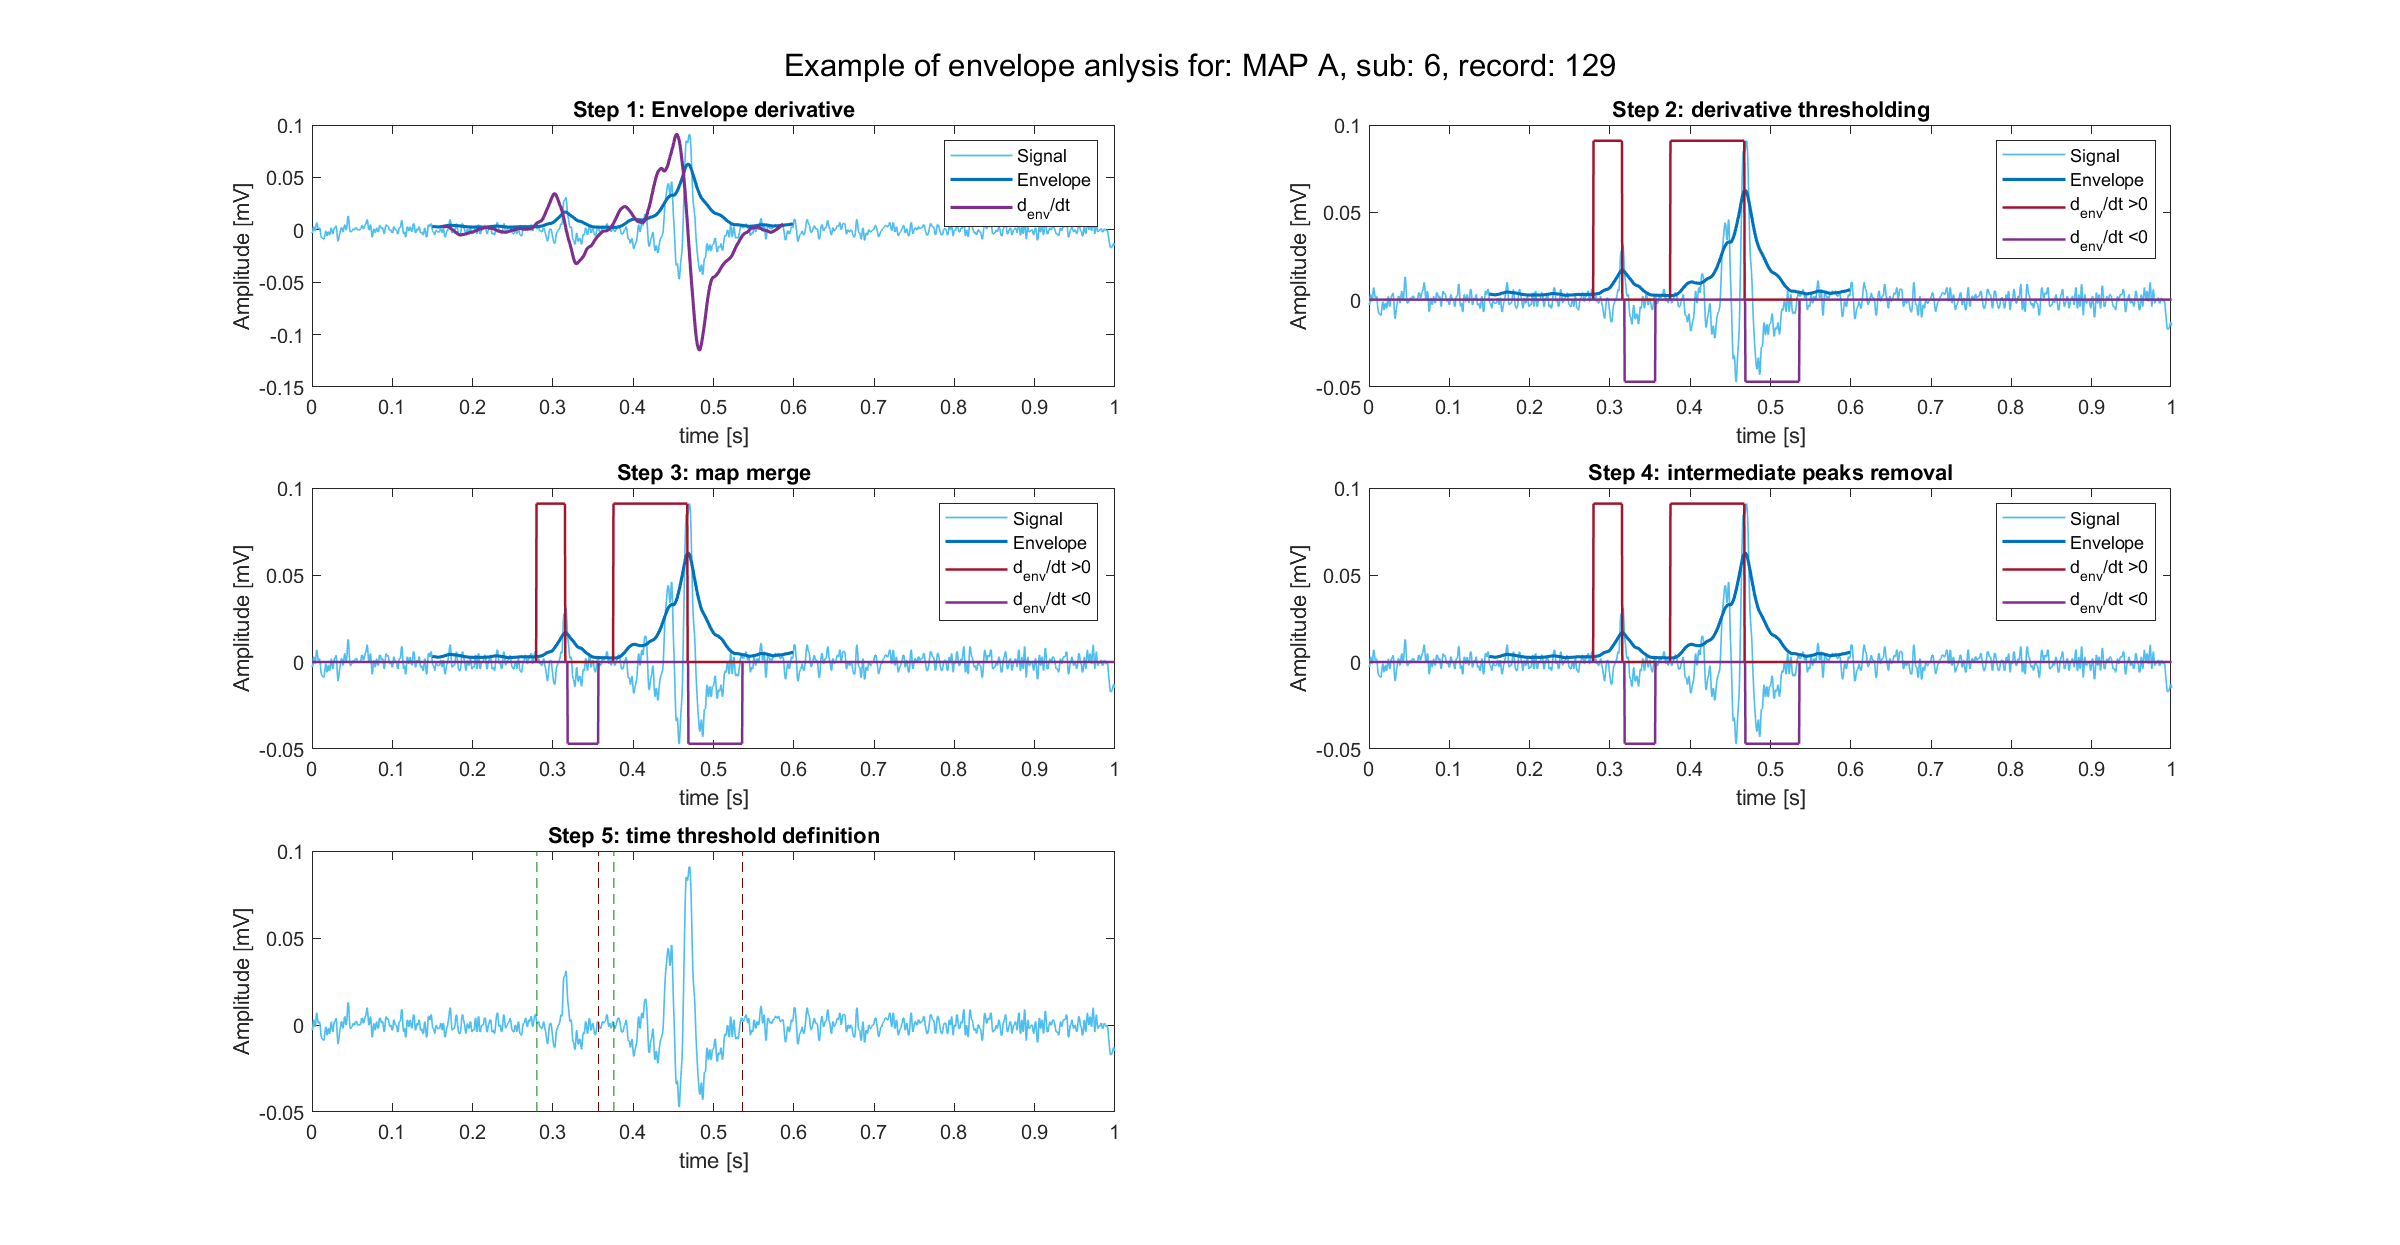 Example of envelope anlysis for: MAP A, sub: 6, record: 129
Step 1: Envelope derivative
0.1
0.05
0
-0.05
-0.1
-0.15
Amplitude [mV]
Signal
Envelope
d_env/dt
0 0.1 0.2 0.3 0.4 0.5 0.6 0.7 0.8 0.9 1
time [s]
Step 2: derivative thresholding
0.1
0.05
0
-0.05
Amplitude [mV]
Signal
Envelope
d_env/dt >0
d_env/dt <0
0 0.1 0.2 0.3 0.4 0.5 0.6 0.7 0.8 0.9 1
time [s]
Step 3: map merge
0.1
0.05
0
-0.05
Amplitude [mV]
Signal
Envelope
d_env/dt >0
d_env/dt <0
0 0.1 0.2 0.3 0.4 0.5 0.6 0.7 0.8 0.9 1
time [s]
Step 4: intermediate peaks removal
0.1
0.05
0
-0.05
Amplitude [mV]
Signal
Envelope
d_env/dt >0
d_env/dt <0
0 0.1 0.2 0.3 0.4 0.5 0.6 0.7 0.8 0.9 1
time [s]
Step 5: time threshold definition
0.1
0.05
0
-0.05
Amplitude [mV]
0 0.1 0.2 0.3 0.4 0.5 0.6 0.7 0.8 0.9 1
time [s]